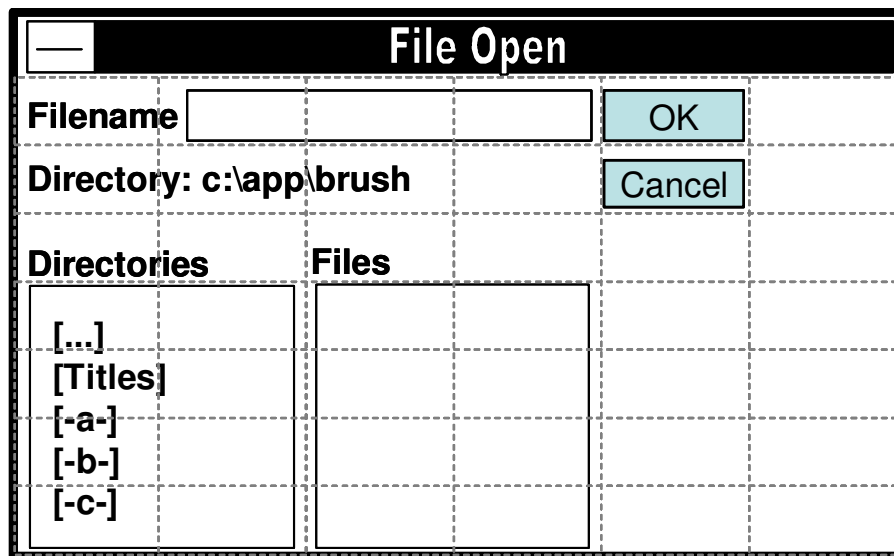 File Open
Filename
OK
Directory: c:\app\brush
Cancel
Directories
Files
[...]
[Titles]
[-a-]
[-b-]
[-c-]